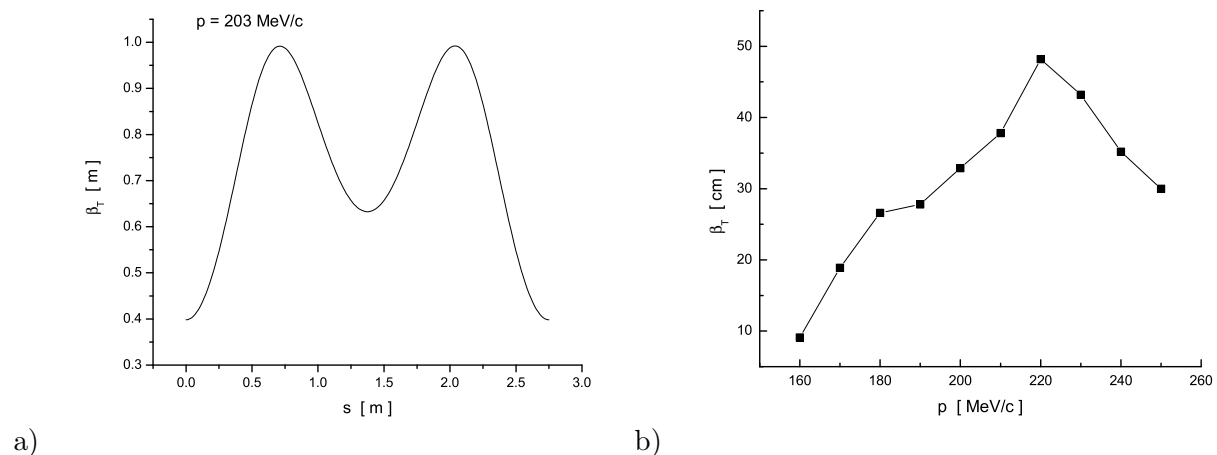 p = 203 MeV/c
1.0
0.9
0.8
0.7
0.6
0.5
0.4
0.3
β_T [ m ]
0.0 0.5 1.0 1.5 2.0 2.5 3.0
s [ m ]
a)
50
40
30
20
10
β_T [ cm ]
160 180 200 220 240 260
p [ MeV/c ]
b)